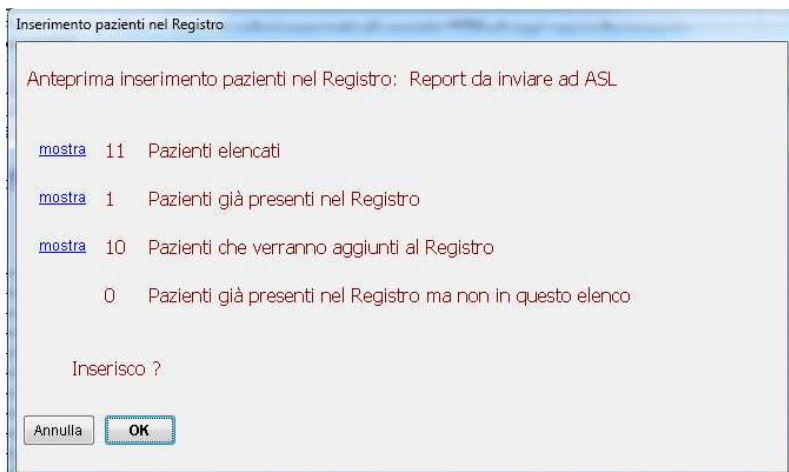 Inserimento pazienti nel Registro
Anteprima inserimento pazienti nel Registro: Report da inviare ad ASL
mostra 11 Pazienti elencati
mostra 1 Pazienti già presenti nel Registro
mostra 10 Pazienti che verranno aggiunti al Registro
0 Pazienti già presenti nel Registro ma non in questo elenco
Inserisco ?
Annulla OK